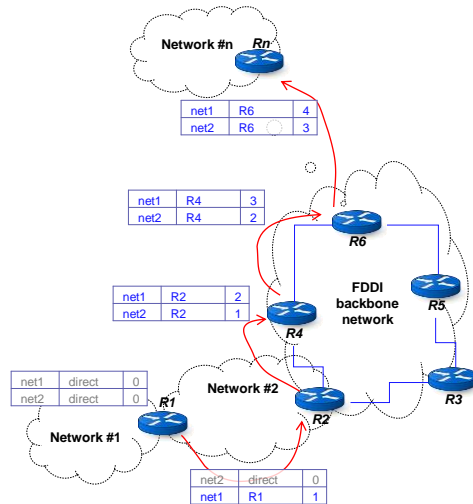 Network #n
Rn
net1 R6 4
net2 R6 3
net1 R4 3
net2 R4 2
R6
FDDI
backbone
network
R5
net1 R2 2
net2 R2 1
R4
net1 direct 0
net2 direct 0
R1
Network #2
R2
R3
Network #1
net2 direct 0
net1 R1 1